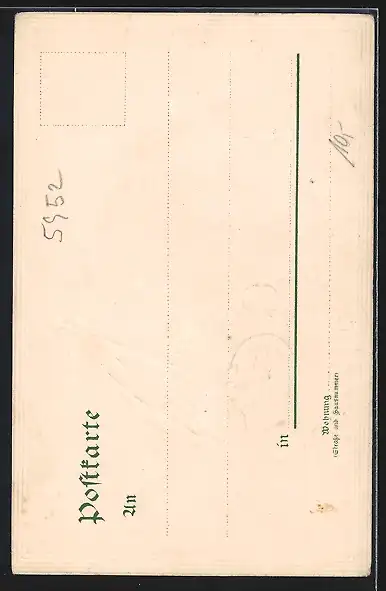 Postkarte
An
in
Wohnung
(Straße und Hausnummer)
5952
10,-